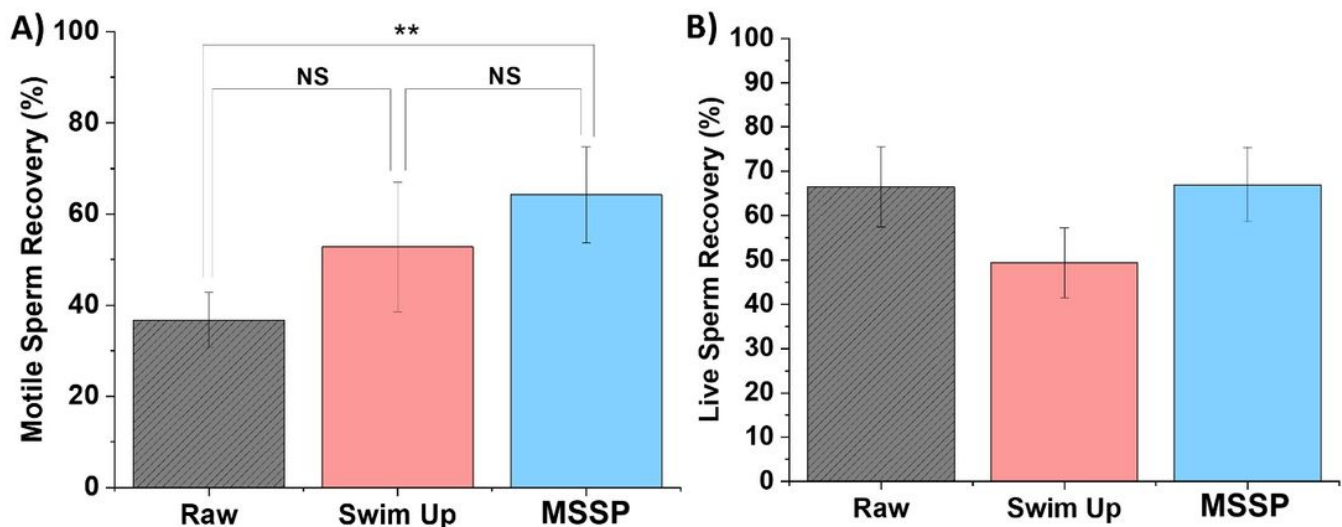 A)
Motile Sperm Recovery (%)
100
80
60
40
20
0
**
NS NS
Raw Swim Up MSSP
B)
Live Sperm Recovery (%)
100
90
80
70
60
50
40
30
20
10
0
Raw Swim Up MSSP